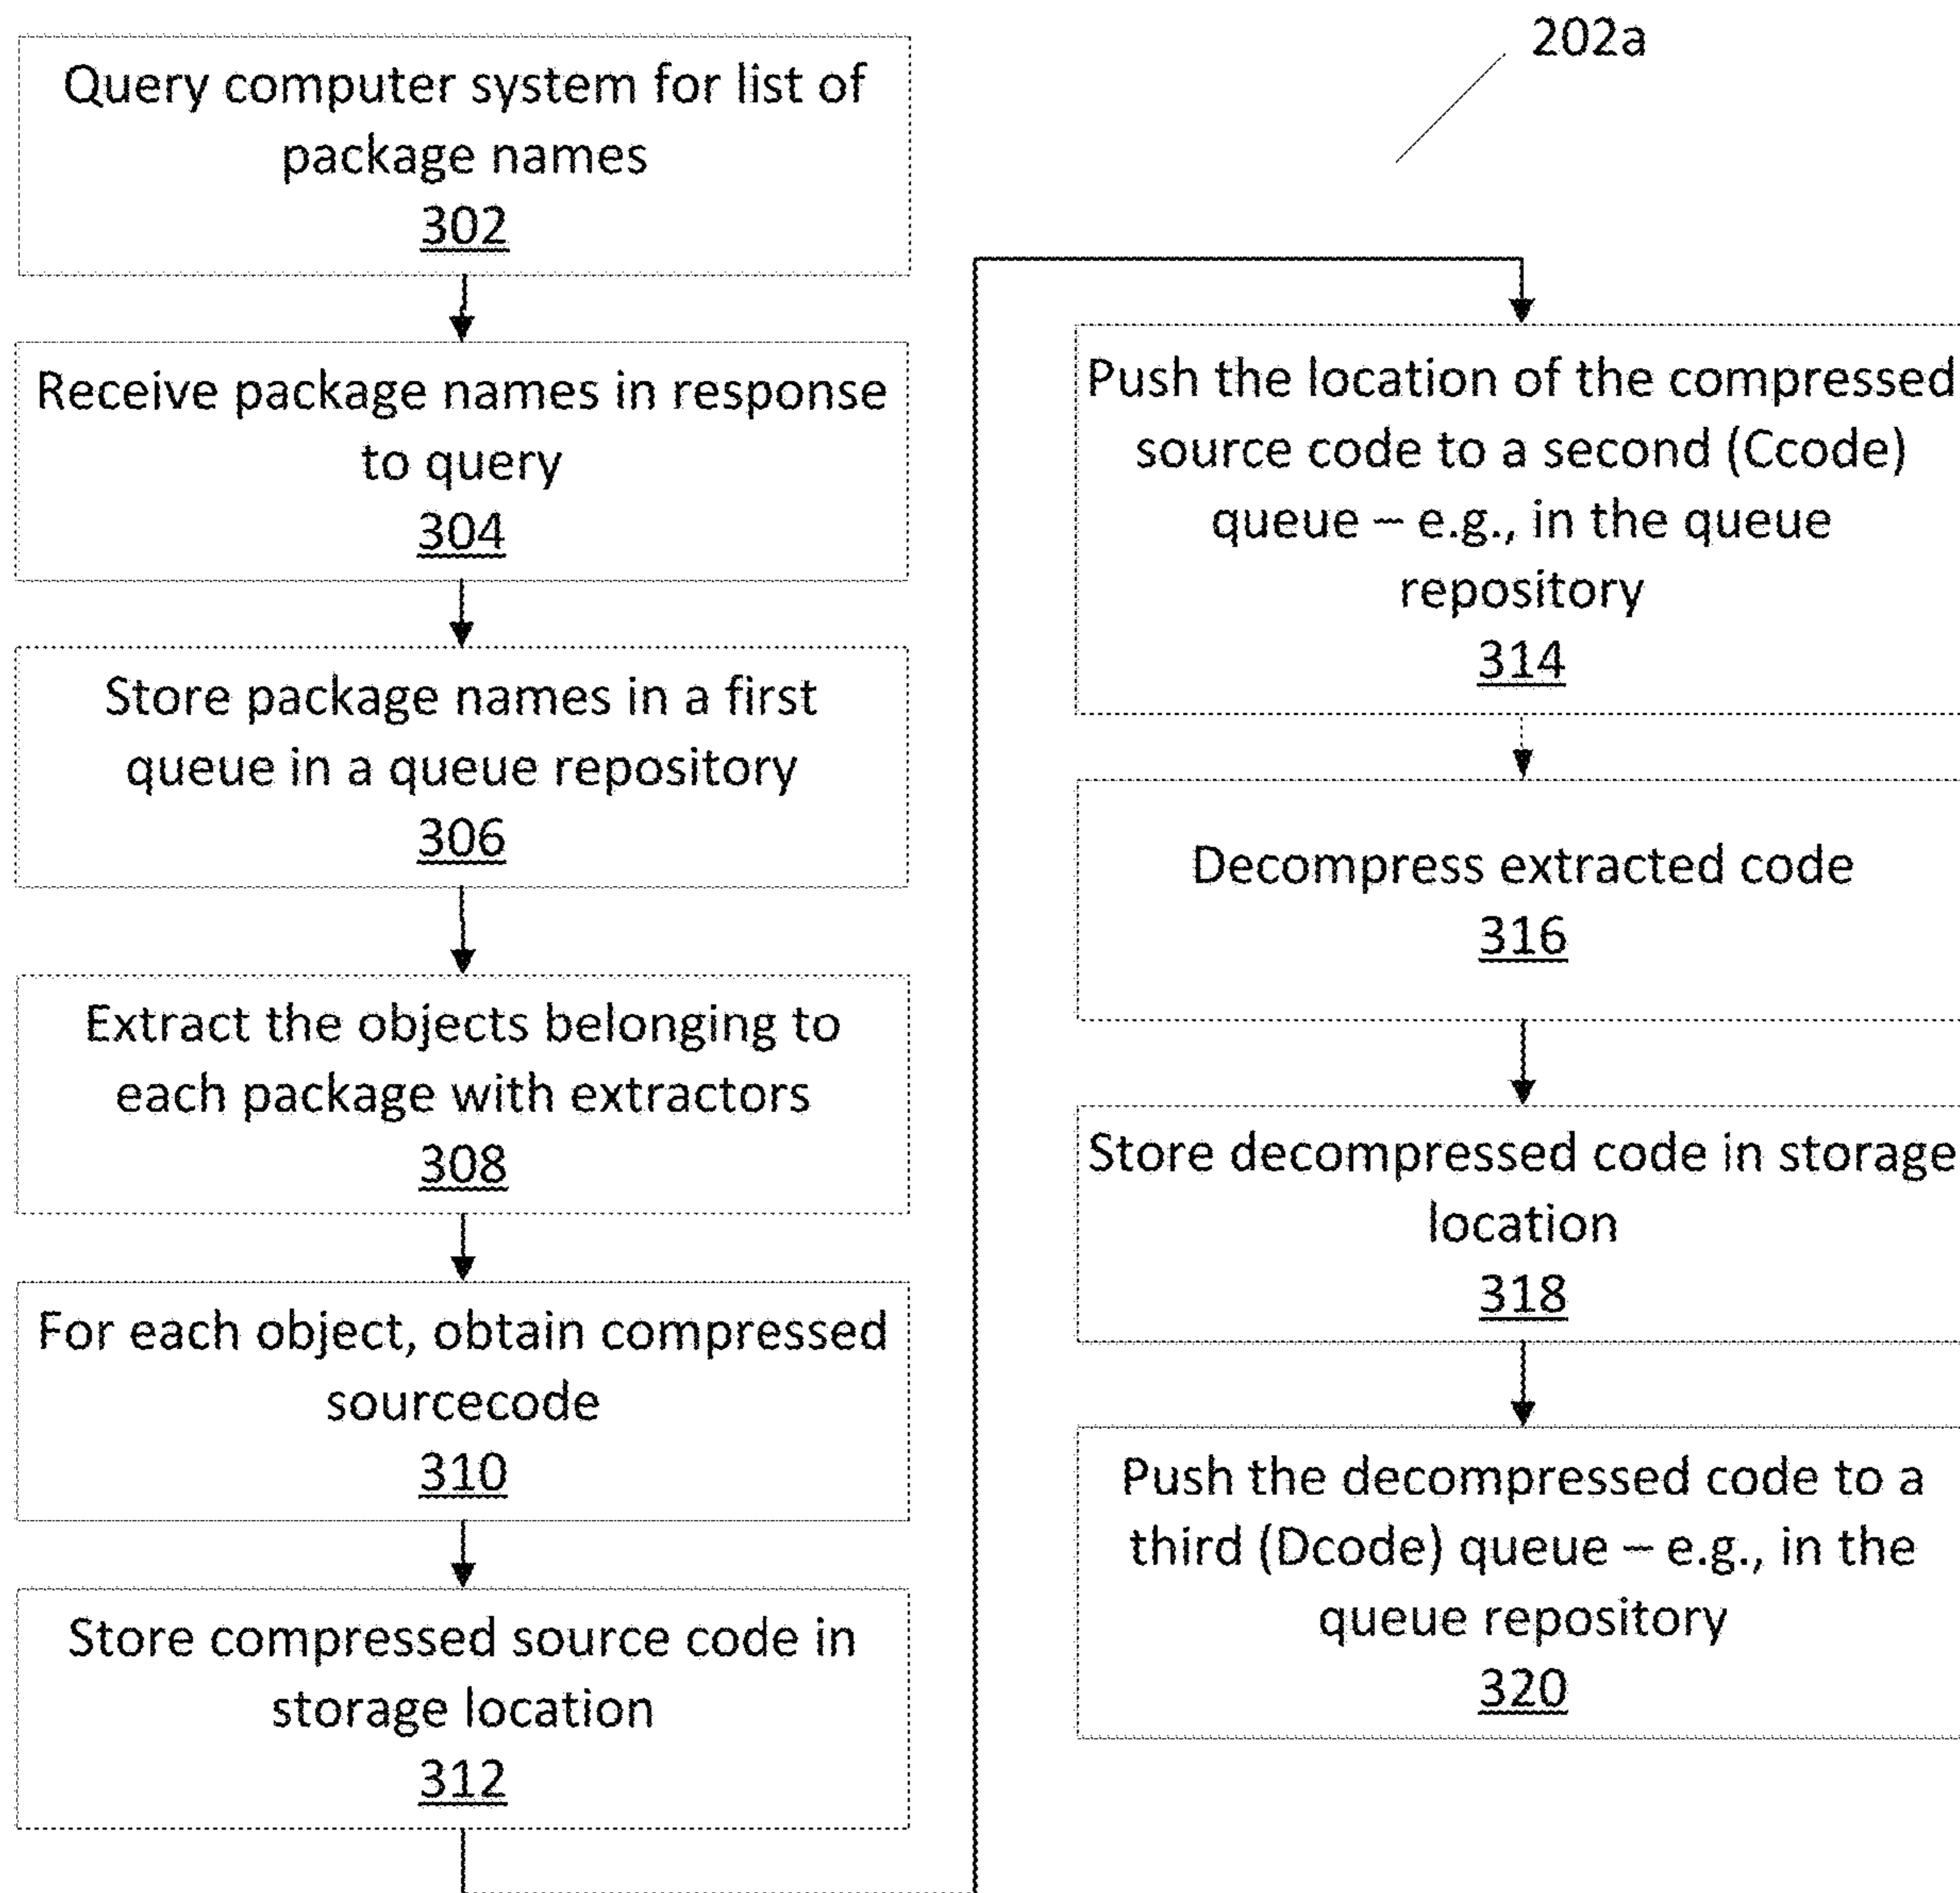 202a
Query computer system for list of
package names
302
Receive package names in response
to query
304
Store package names in a first
queue in a queue repository
306
Extract the objects belonging to
each package with extractors
308
For each object, obtain compressed
sourcecode
310
Store compressed source code in
storage location
312
Push the location of the compressed
source code to a second (Ccode)
queue – e.g., in the queue
repository
314
Decompress extracted code
316
Store decompressed code in storage
location
318
Push the decompressed code to a
third (Dcode) queue – e.g., in the
queue repository
320